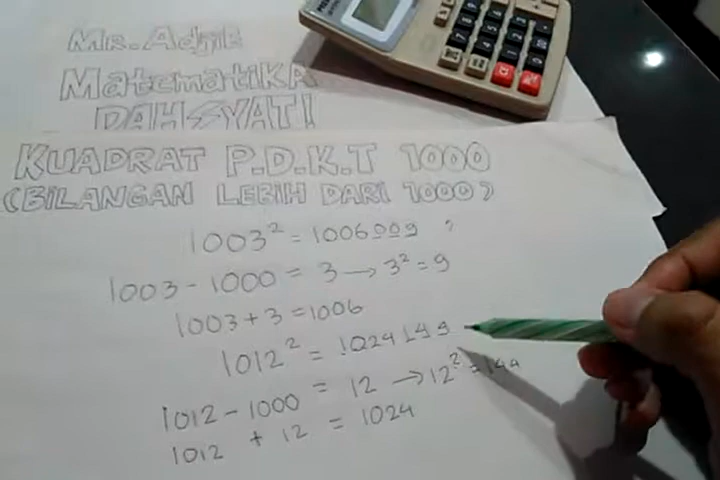 Mr. Adjie
Matematika
DAHSYAT!
KUADRAT P.D.K.T 1000
(BILANGAN LEBIH DARI 1000)
1003² = 1006009
1003 - 1000 = 3 → 3² = 9
1003 + 3 = 1006
1012² = 1024144
1012 - 1000 = 12 → 12² = 144
1012 + 12 = 1024